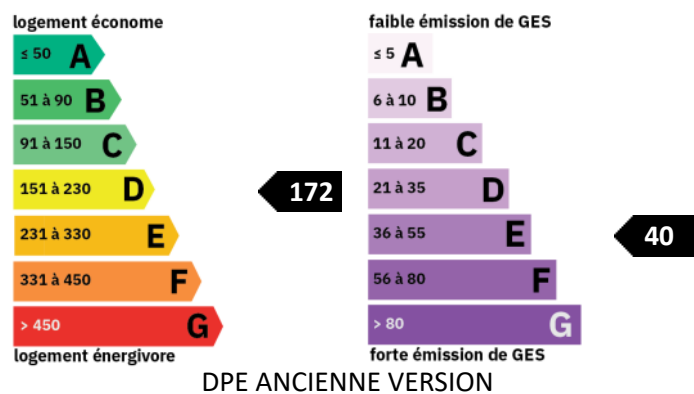 logement économe
≤ 50 A
51 à 90 B
91 à 150 C
151 à 230 D
172
231 à 330 E
331 à 450 F
> 450 G
logement énergivore
faible émission de GES
≤ 5 A
6 à 10 B
11 à 20 C
21 à 35 D
36 à 55 E
40
56 à 80 F
> 80 G
forte émission de GES
DPE ANCIENNE VERSION